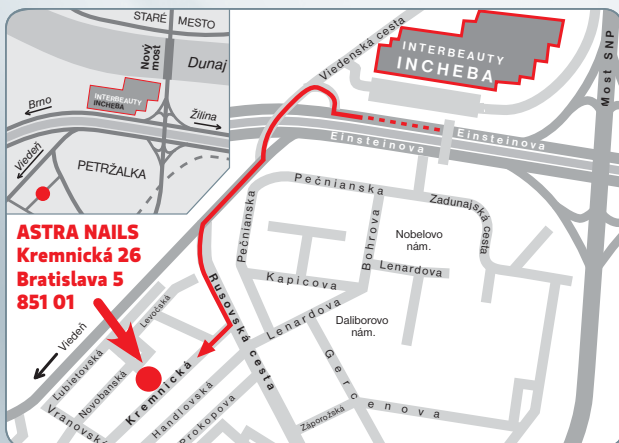 STARÉ MESTO
Nový
most
Dunaj
INTERBEAUTY
INCHEBA
Brno
Žilina
Viedeň
PETRŽALKA
ASTRA NAILS
Kremnická 26
Bratislava 5
851 01
Viedenská cesta
INTERBEAUTY
INCHEBA
Most SNP
Einsteinova
Einsteinova
Pečnianska
Zadunajská cesta
Pečnianska
Bohrova
Nobelovo
nám.
Lenardova
Kapicova
Rusovská cesta
Lenardova
Daliborovo
nám.
Gercenova
Viedeň
Levočská
Lubietovská
Novobanská
Kremnická
Vranovská
Handlovská
Prokopova
Zaporožská